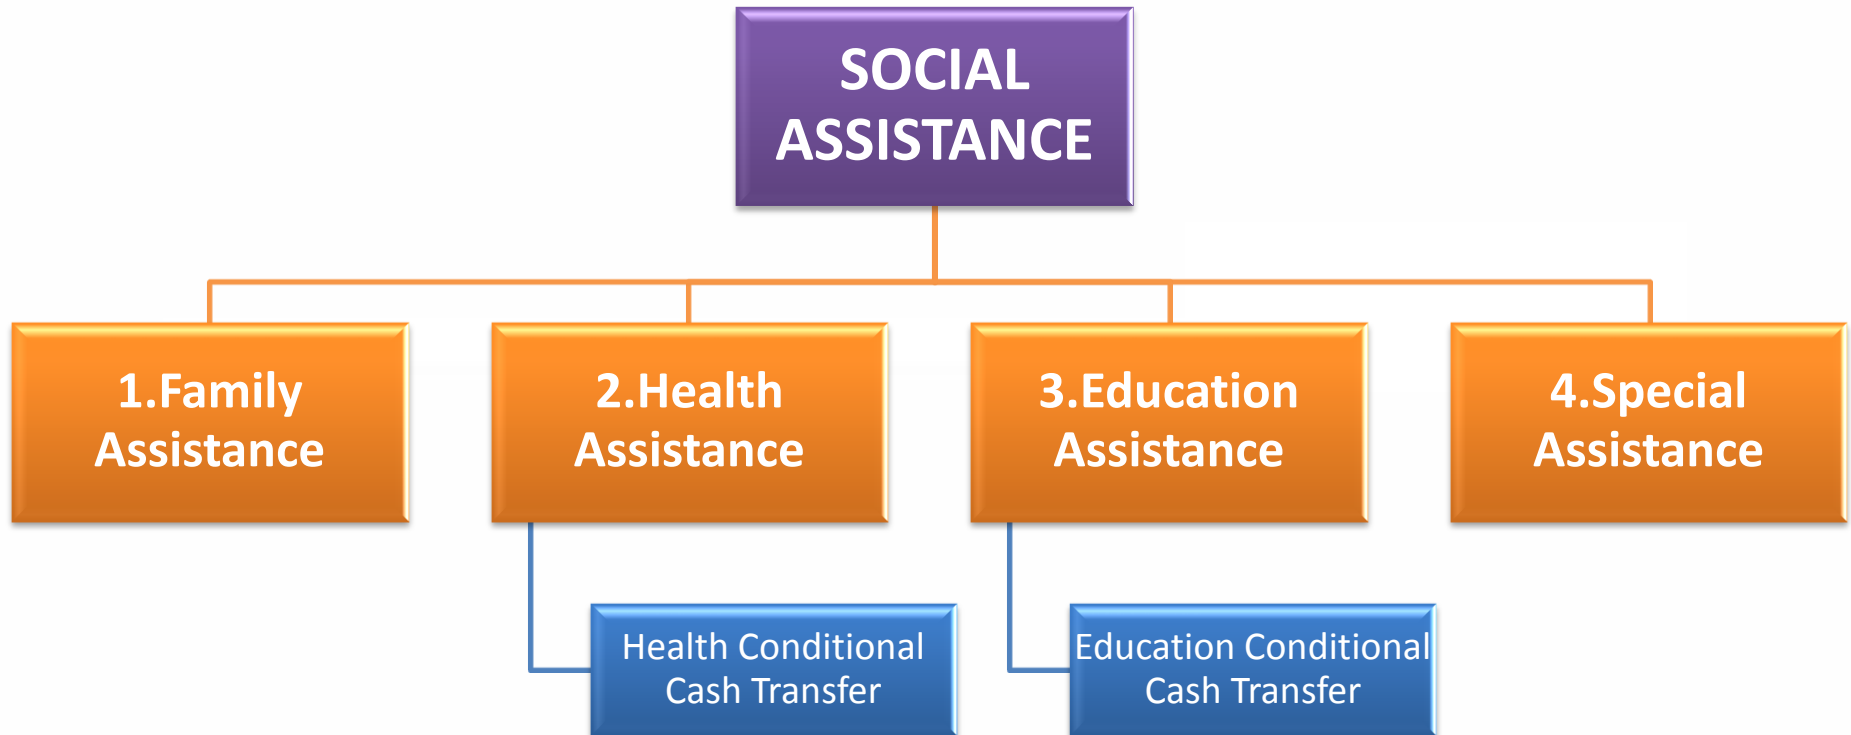 SOCIAL
ASSISTANCE
1.Family
Assistance
2.Health
Assistance
3.Education
Assistance
4.Special
Assistance
Health Conditional
Cash Transfer
Education Conditional
Cash Transfer